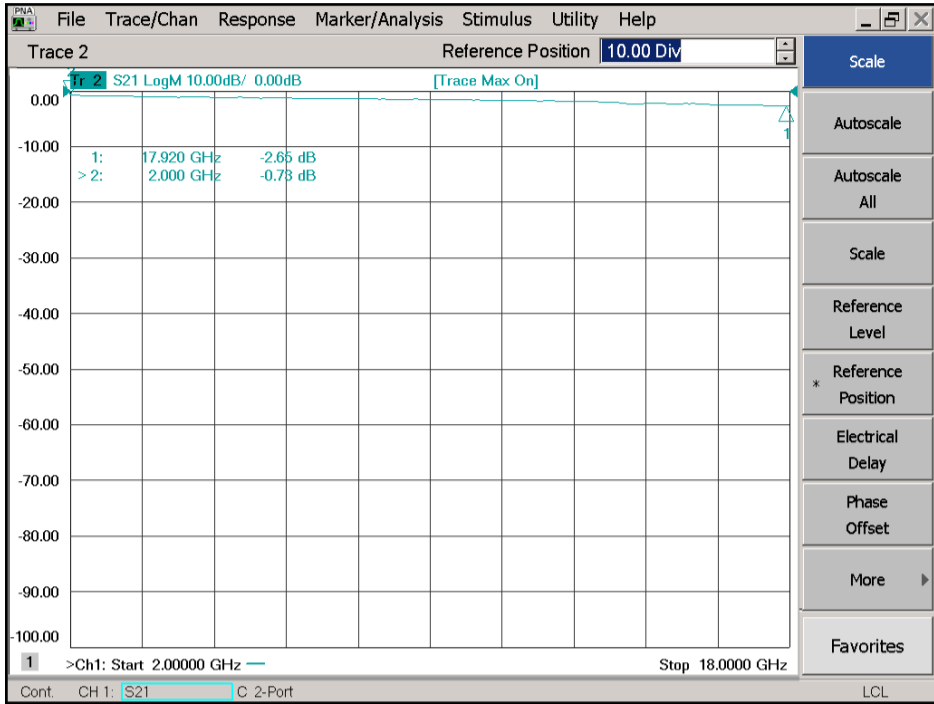 PNA
File Trace/Chan Response Marker/Analysis Stimulus Utility Help
Trace 2 Reference Position 10.00 Div
2
Tr 2 S21 LogM 10.00dB/ 0.00dB [Trace Max On]
0.00
-10.00
-20.00
-30.00
-40.00
-50.00
-60.00
-70.00
-80.00
-90.00
-100.00
1: 17.920 GHz -2.65 dB
> 2: 2.000 GHz -0.73 dB
1
1 >Ch1: Start 2.00000 GHz Stop 18.0000 GHz
Cont. CH 1: S21 C 2-Port LCL
Scale
Autoscale
Autoscale
All
Scale
Reference
Level
* Reference
Position
Electrical
Delay
Phase
Offset
More
Favorites